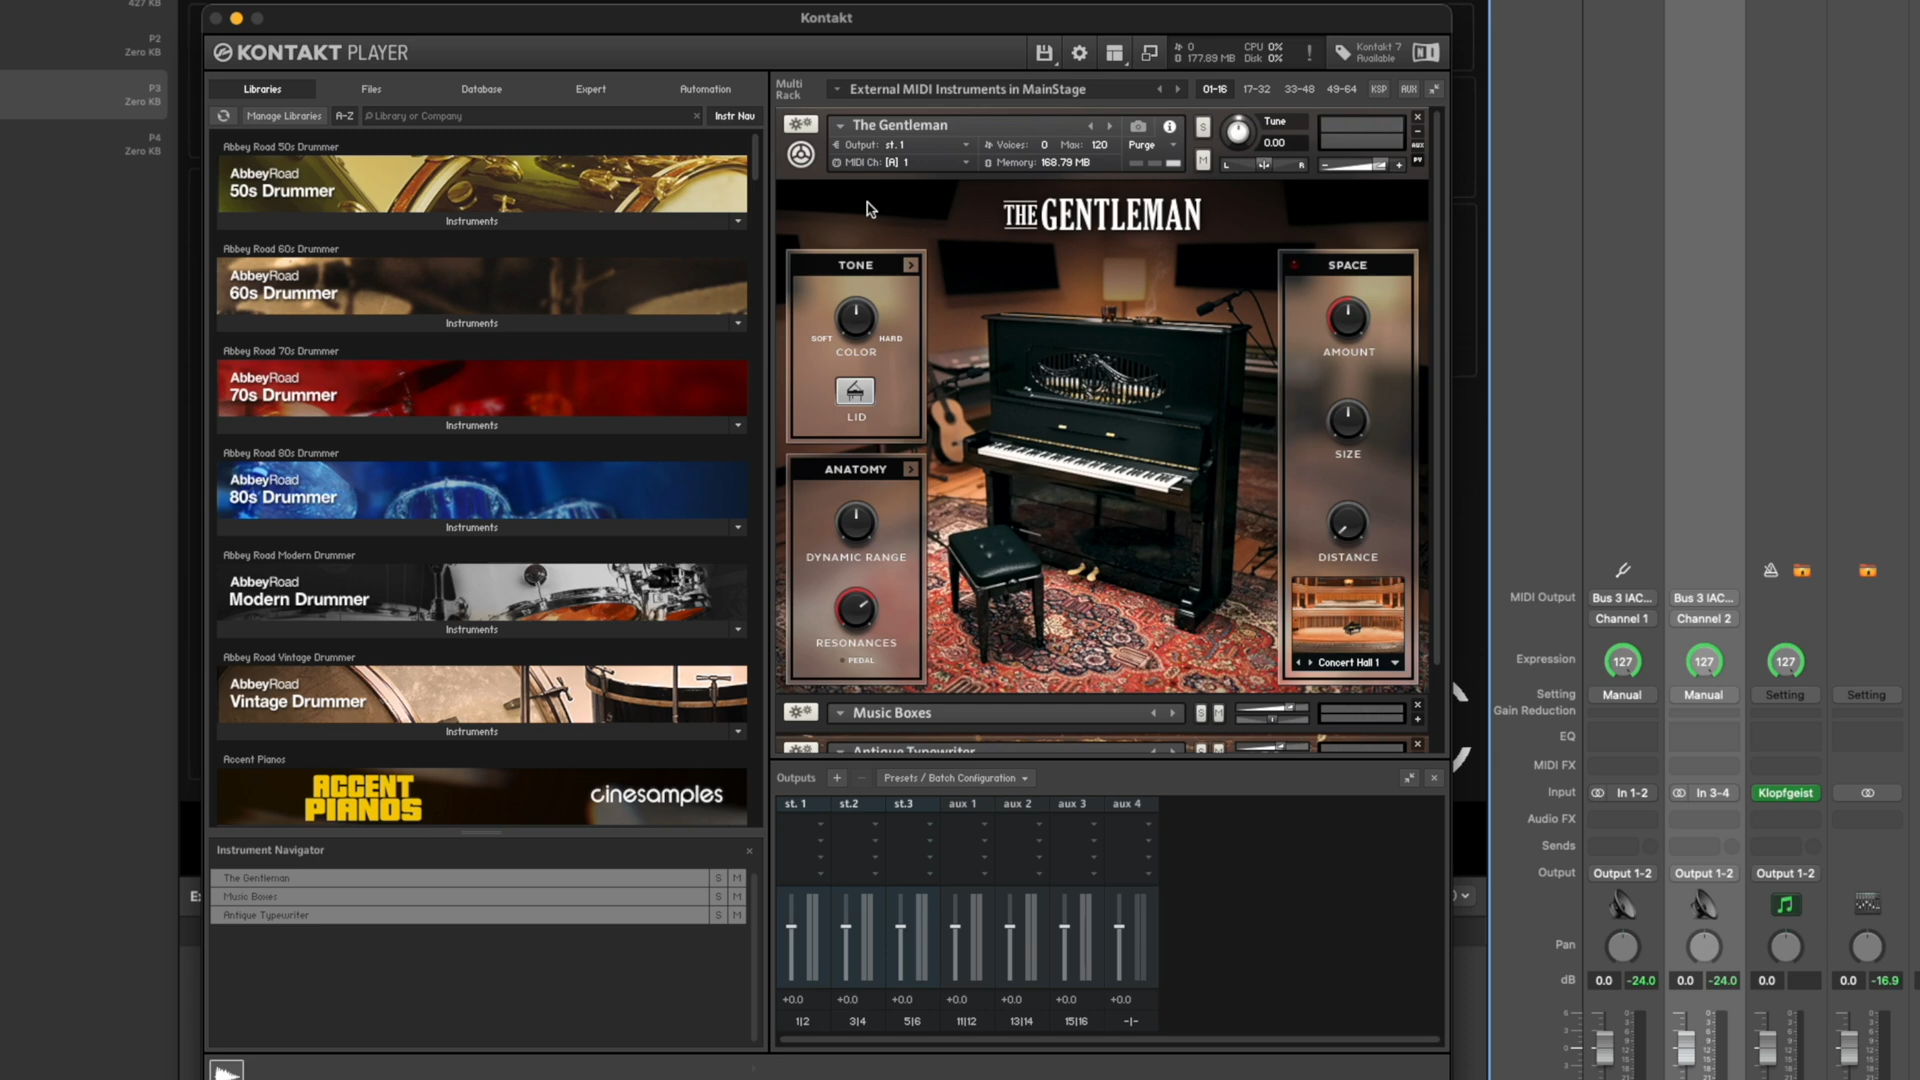 427 KB
P2
Zero KB
P3
Zero KB
P4
Zero KB
Kontakt
KONTAKT PLAYER
0
177.89 MB
CPU 0%
Disk 0%
!
Kontakt 7
Available
Libraries
Files
Database
Expert
Automation
Manage Libraries
A-Z
Library or Company
Instr Nav
Abbey Road 50s Drummer
AbbeyRoad
50s Drummer
Instruments
Abbey Road 60s Drummer
AbbeyRoad
60s Drummer
Instruments
Abbey Road 70s Drummer
AbbeyRoad
70s Drummer
Instruments
Abbey Road 80s Drummer
AbbeyRoad
80s Drummer
Instruments
Abbey Road Modern Drummer
AbbeyRoad
Modern Drummer
Instruments
Abbey Road Vintage Drummer
AbbeyRoad
Vintage Drummer
Instruments
Accent Pianos
ACCENT
PIANOS
cinesamples
Instrument Navigator
The Gentleman S M
Music Boxes S M
Antique Typewriter S M
Multi
Rack
External MIDI Instruments in MainStage
01-16
17-32
33-48
49-64
KSP
AUX
The Gentleman
Output: st.1
Voices: 0 Max: 120
Purge
MIDI Ch: [A] 1
Memory: 168.79 MB
S
M
Tune
0.00
L R
AUX
PV
THE GENTLEMAN
TONE
SOFT HARD
COLOR
LID
ANATOMY
DYNAMIC RANGE
RESONANCES
PEDAL
SPACE
AMOUNT
SIZE
DISTANCE
Concert Hall 1
Music Boxes
S M
Antique Typewriter
S M
Outputs
Presets / Batch Configuration
st. 1 st.2 st.3 aux 1 aux 2 aux 3 aux 4
+0.0 +0.0 +0.0 +0.0 +0.0 +0.0 +0.0
1|2 3|4 5|6 11|12 13|14 15|16 -|-
MIDI Output Bus 3 IAC... Bus 3 IAC...
Channel 1 Channel 2
Expression 127 127 127
Setting Manual Manual Setting Setting
Gain Reduction
EQ
MIDI FX
Input In 1-2 In 3-4 Klopfgeist
Audio FX
Sends
Output Output 1-2 Output 1-2 Output 1-2
Pan
dB 0.0 -24.0 0.0 -24.0 0.0 0.0 -16.9